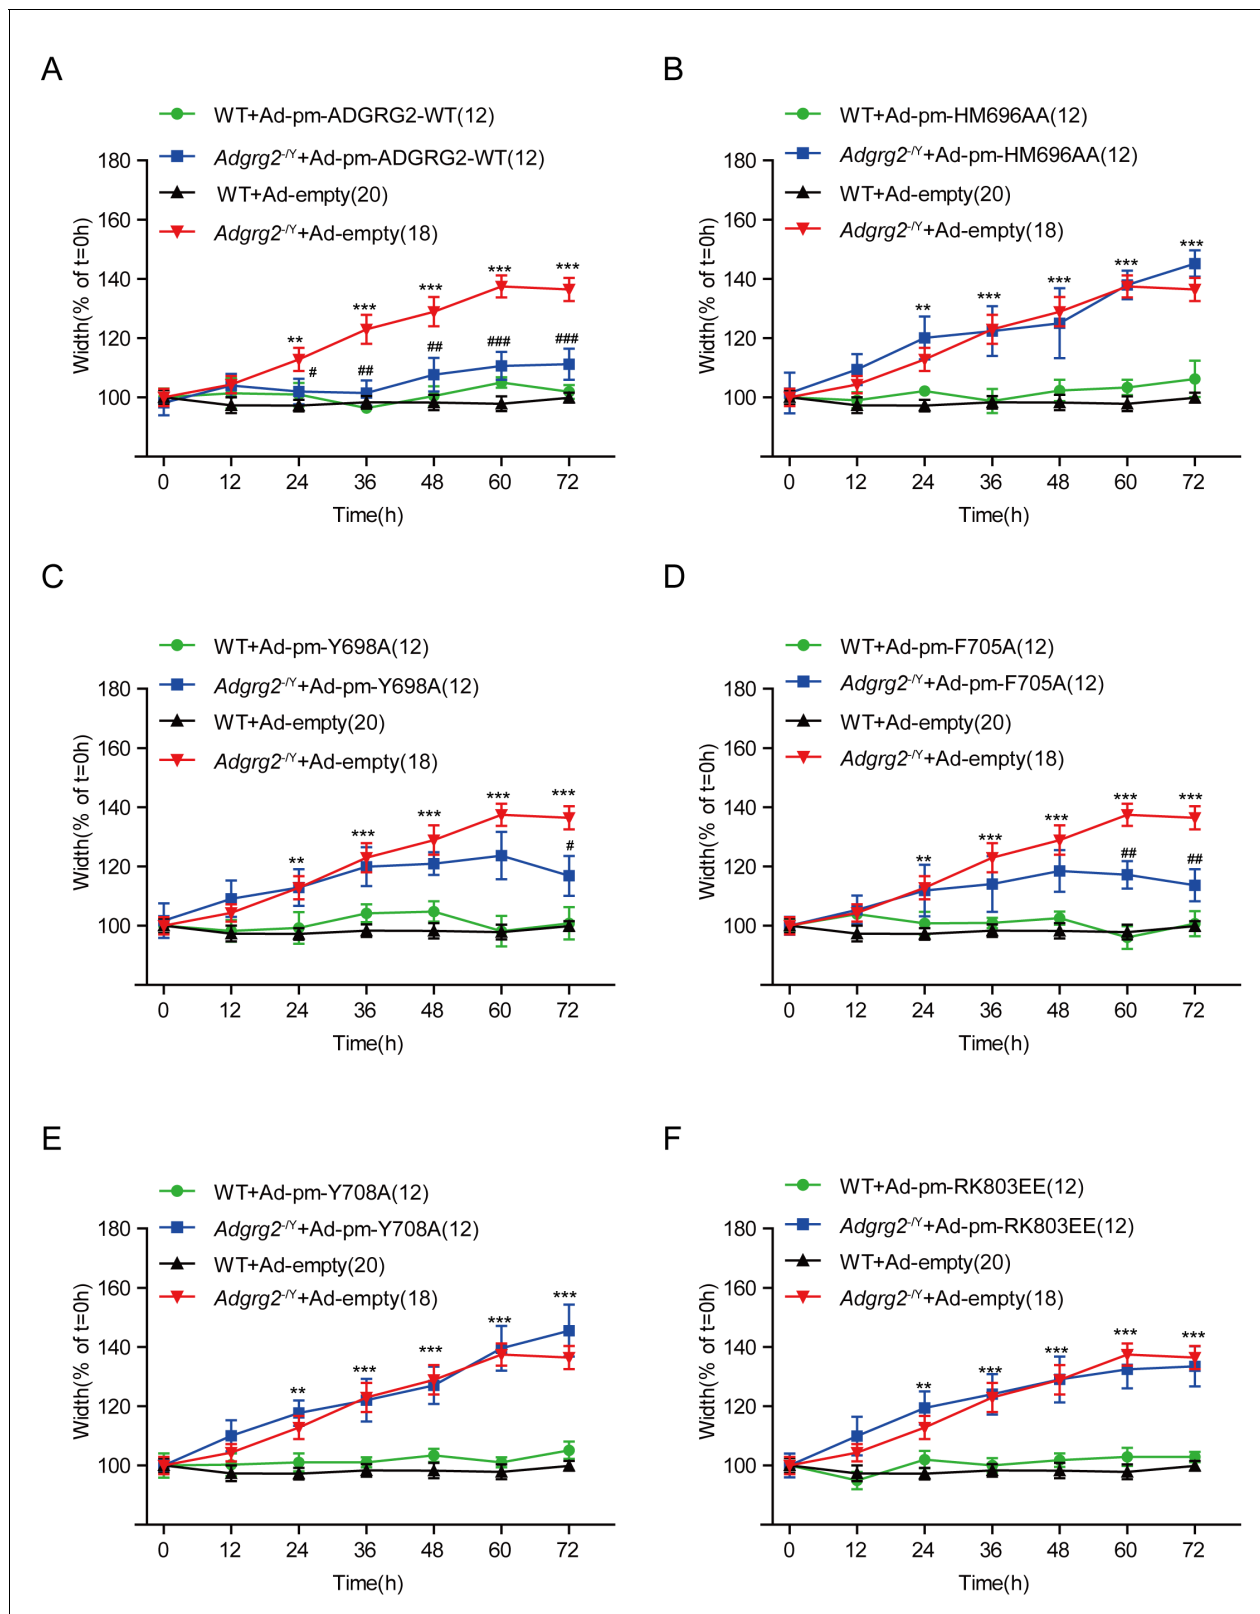 A
WT+Ad-pm-ADGRG2-WT(12)
Adgrg2-/Y+Ad-pm-ADGRG2-WT(12)
WT+Ad-empty(20)
Adgrg2-/Y+Ad-empty(18)
Width(% of t=0h)
180
160
140
120
100
** *** *** *** ***
# ## ## ### ###
0 12 24 36 48 60 72
Time(h)
B
WT+Ad-pm-HM696AA(12)
Adgrg2-/Y+Ad-pm-HM696AA(12)
WT+Ad-empty(20)
Adgrg2-/Y+Ad-empty(18)
Width(% of t=0h)
180
160
140
120
100
** *** *** *** ***
0 12 24 36 48 60 72
Time(h)
C
WT+Ad-pm-Y698A(12)
Adgrg2-/Y+Ad-pm-Y698A(12)
WT+Ad-empty(20)
Adgrg2-/Y+Ad-empty(18)
Width(% of t=0h)
180
160
140
120
100
** *** *** *** ***
#
0 12 24 36 48 60 72
Time(h)
D
WT+Ad-pm-F705A(12)
Adgrg2-/Y+Ad-pm-F705A(12)
WT+Ad-empty(20)
Adgrg2-/Y+Ad-empty(18)
Width(% of t=0h)
180
160
140
120
100
** *** *** *** ***
## ##
0 12 24 36 48 60 72
Time(h)
E
WT+Ad-pm-Y708A(12)
Adgrg2-/Y+Ad-pm-Y708A(12)
WT+Ad-empty(20)
Adgrg2-/Y+Ad-empty(18)
Width(% of t=0h)
180
160
140
120
100
** *** *** *** ***
0 12 24 36 48 60 72
Time(h)
F
WT+Ad-pm-RK803EE(12)
Adgrg2-/Y+Ad-pm-RK803EE(12)
WT+Ad-empty(20)
Adgrg2-/Y+Ad-empty(18)
Width(% of t=0h)
180
160
140
120
100
** *** *** *** ***
0 12 24 36 48 60 72
Time(h)